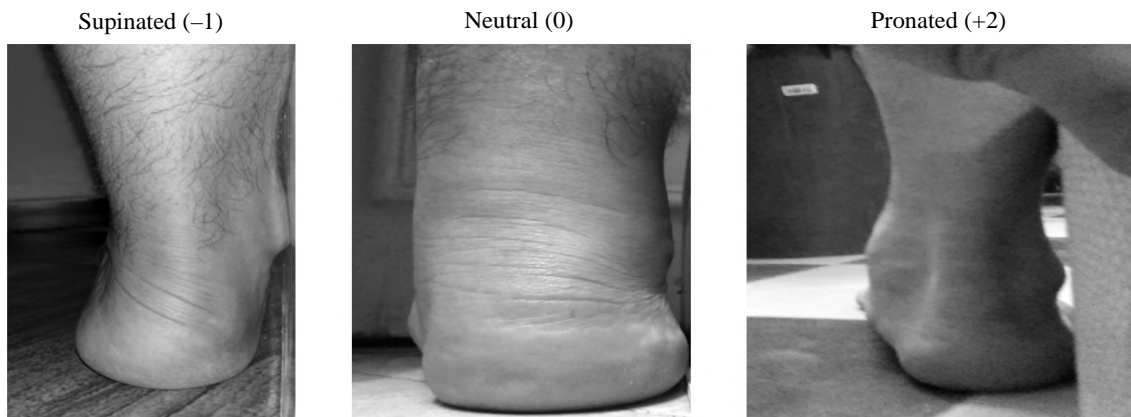 Supinated (–1)
Neutral (0)
Pronated (+2)